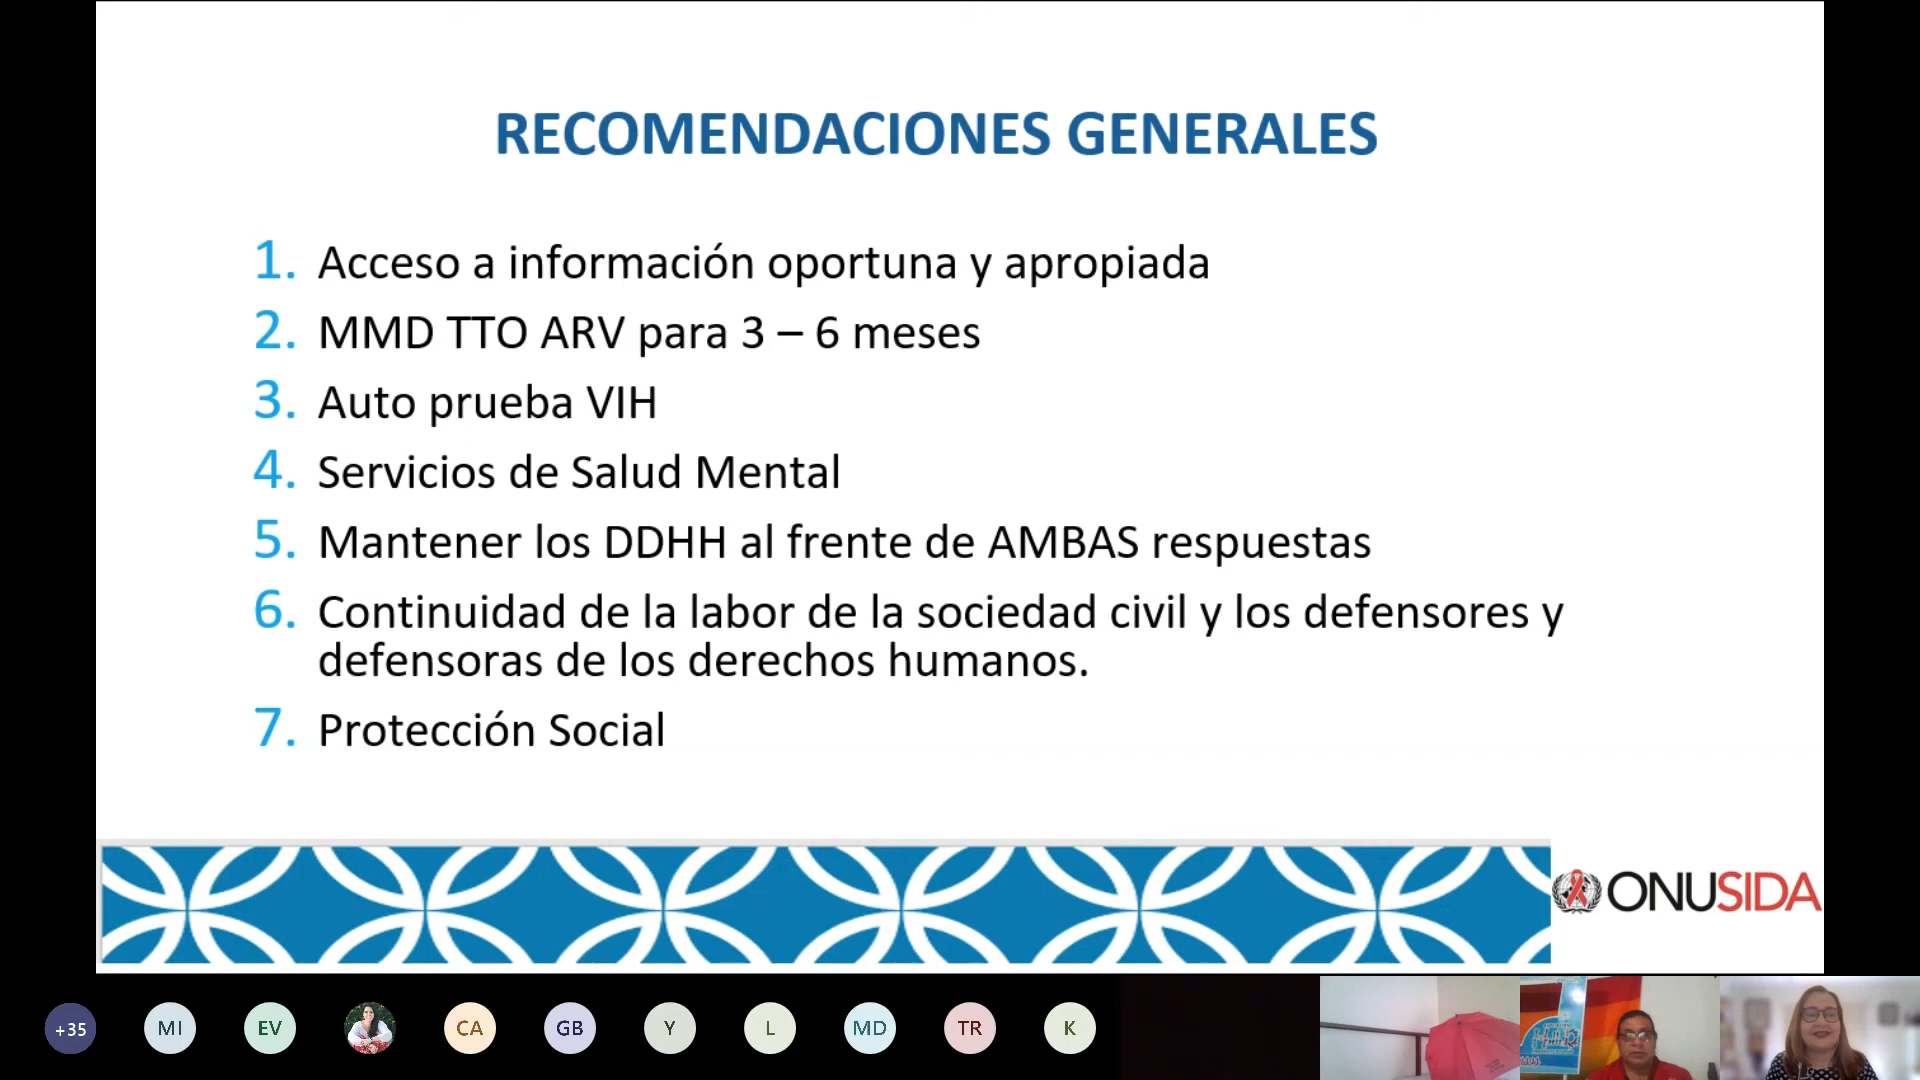 RECOMENDACIONES GENERALES
1. Acceso a información oportuna y apropiada
2. MMD TTO ARV para 3 – 6 meses
3. Auto prueba VIH
4. Servicios de Salud Mental
5. Mantener los DDHH al frente de AMBAS respuestas
6. Continuidad de la labor de la sociedad civil y los defensores y
defensoras de los derechos humanos.
7. Protección Social
ONUSIDA
+35
MI
EV
CA
GB
Y
L
MD
TR
K